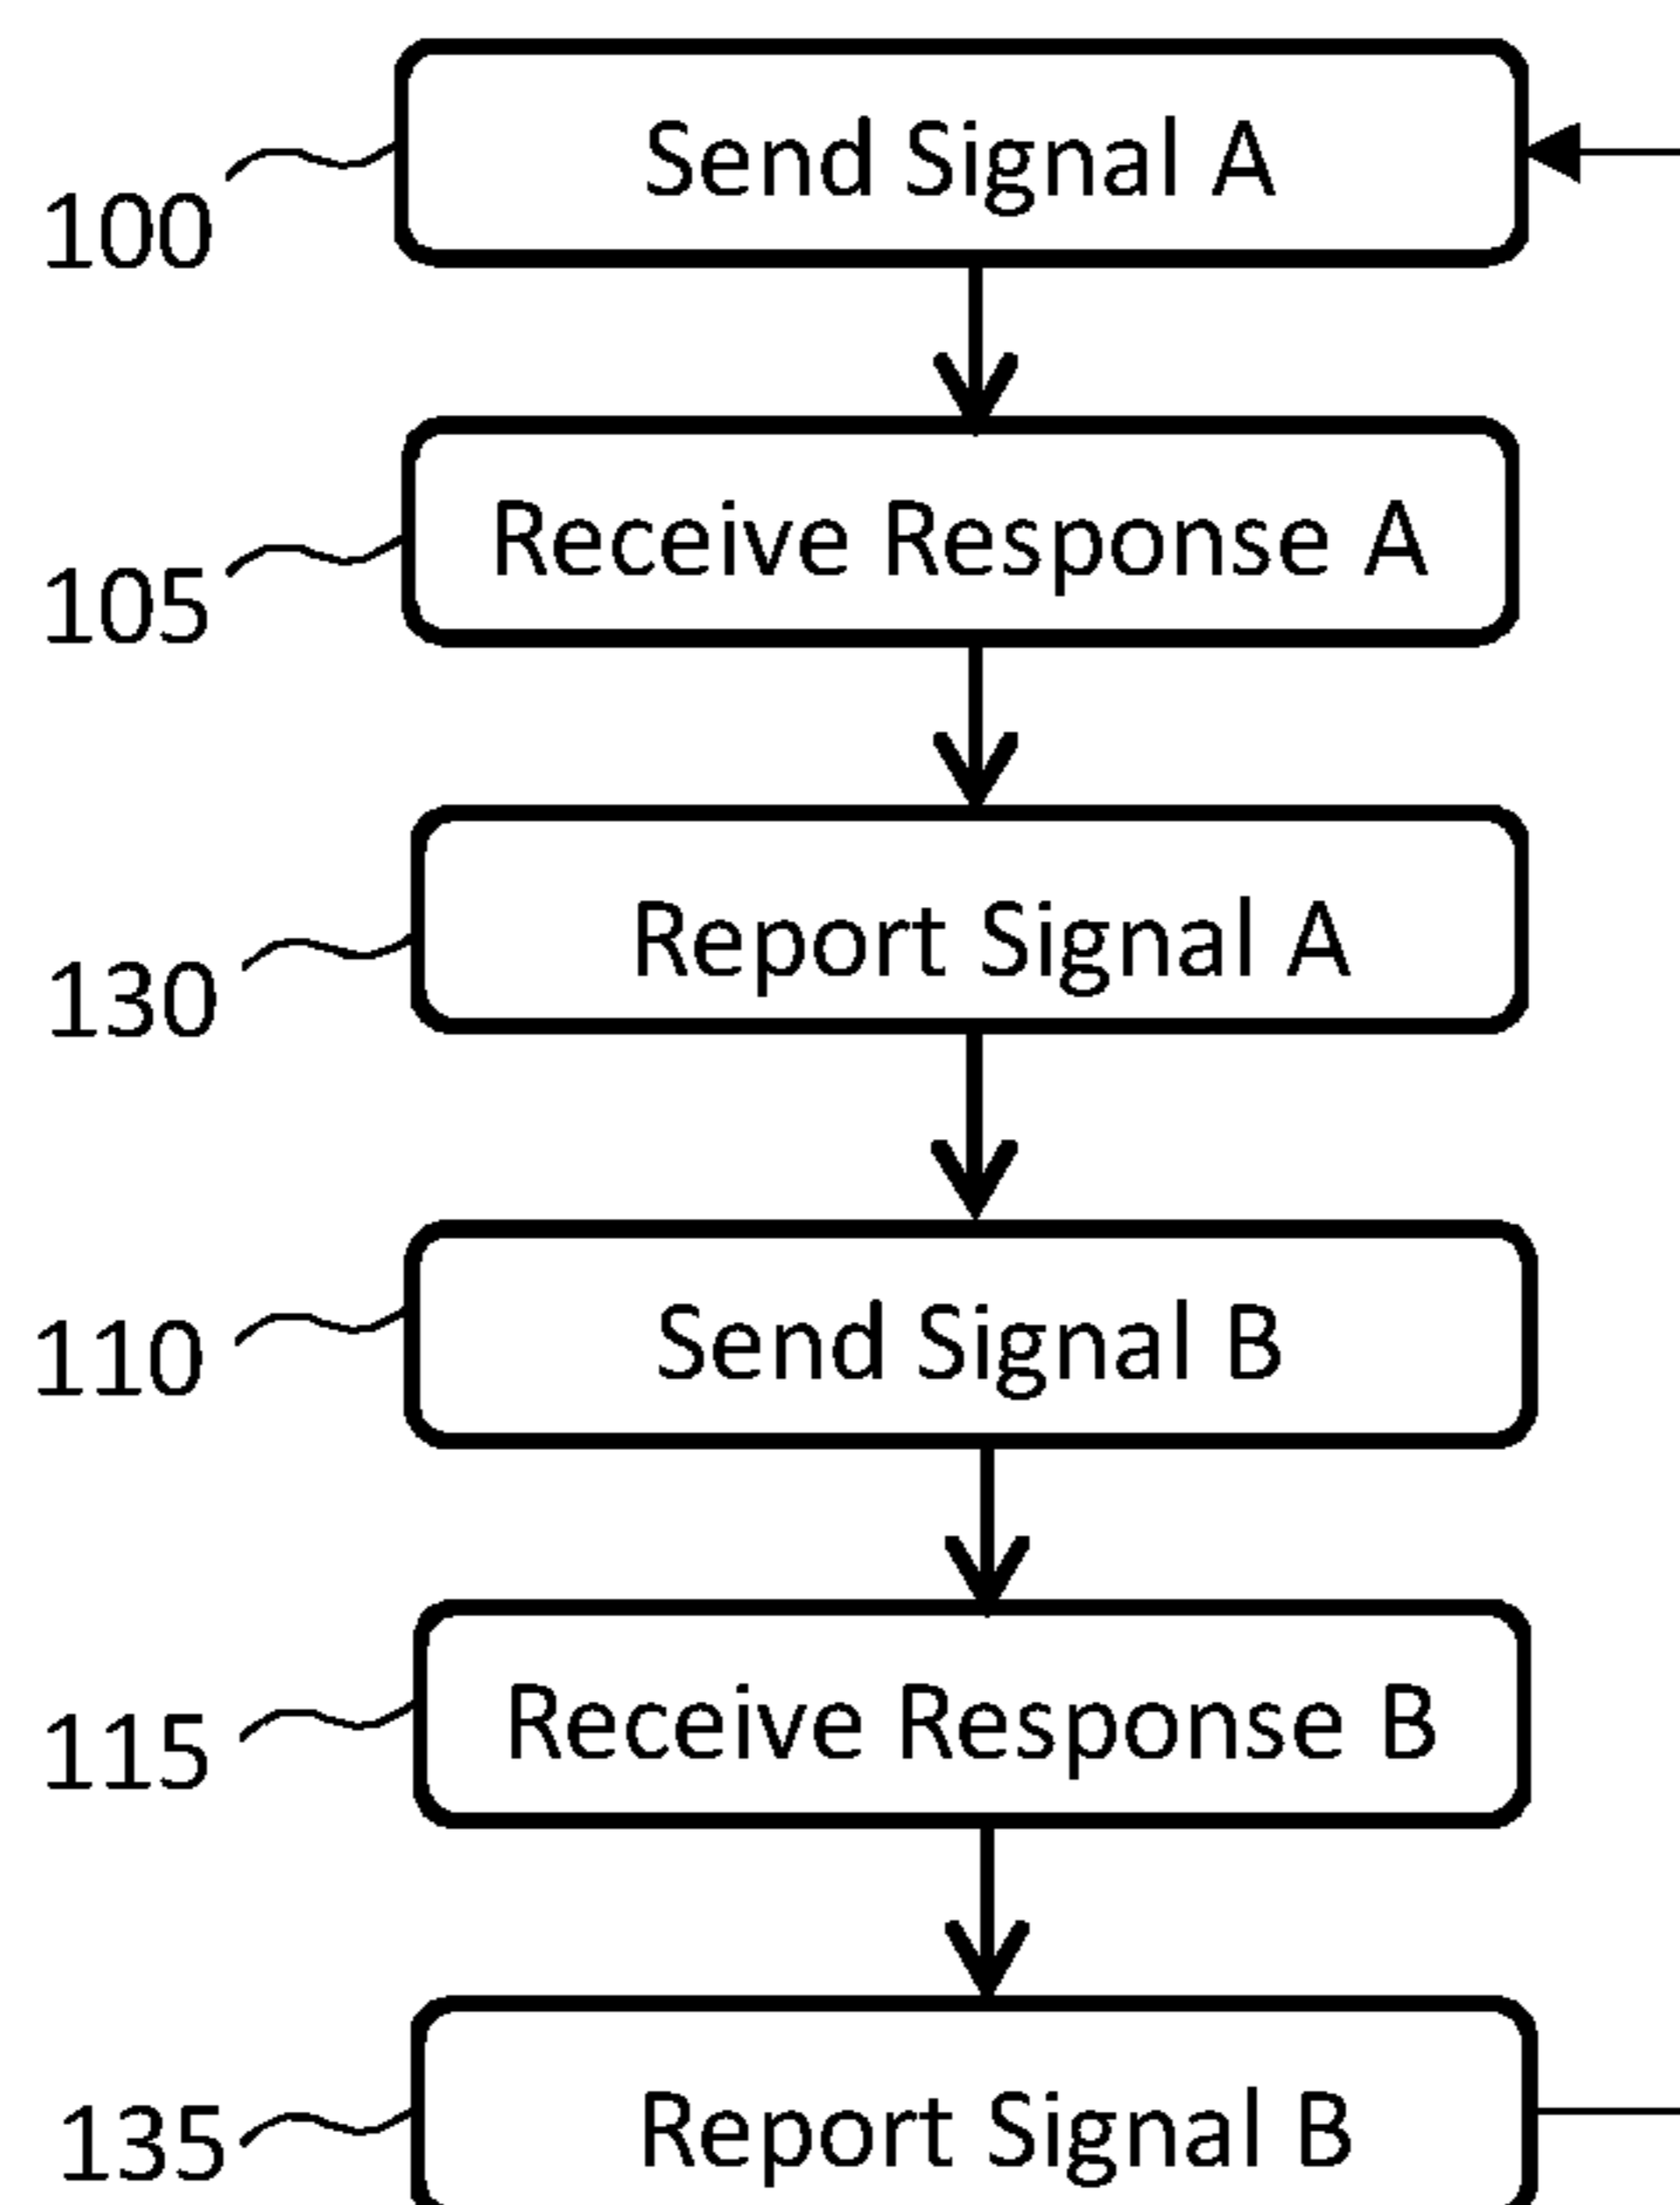 Send Signal A
100
Receive Response A
105
Report Signal A
130
Send Signal B
110
Receive Response B
115
Report Signal B
135